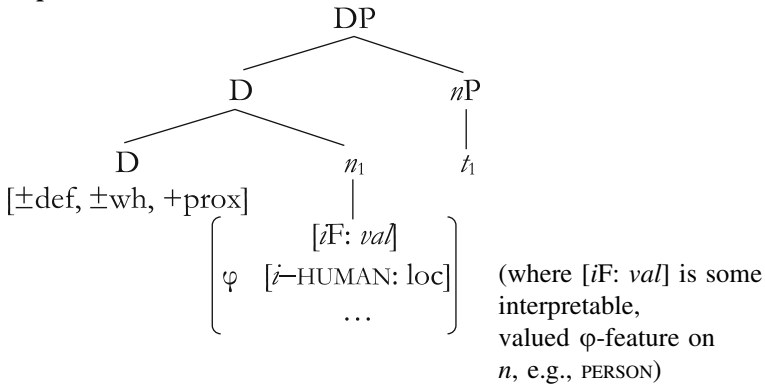 DP
D nP
D n₁ t₁
[±def, ±wh, +prox]
[iF: val]
φ [i–HUMAN: loc]
…
(where [iF: val] is some
interpretable,
valued φ-feature on
n, e.g., PERSON)